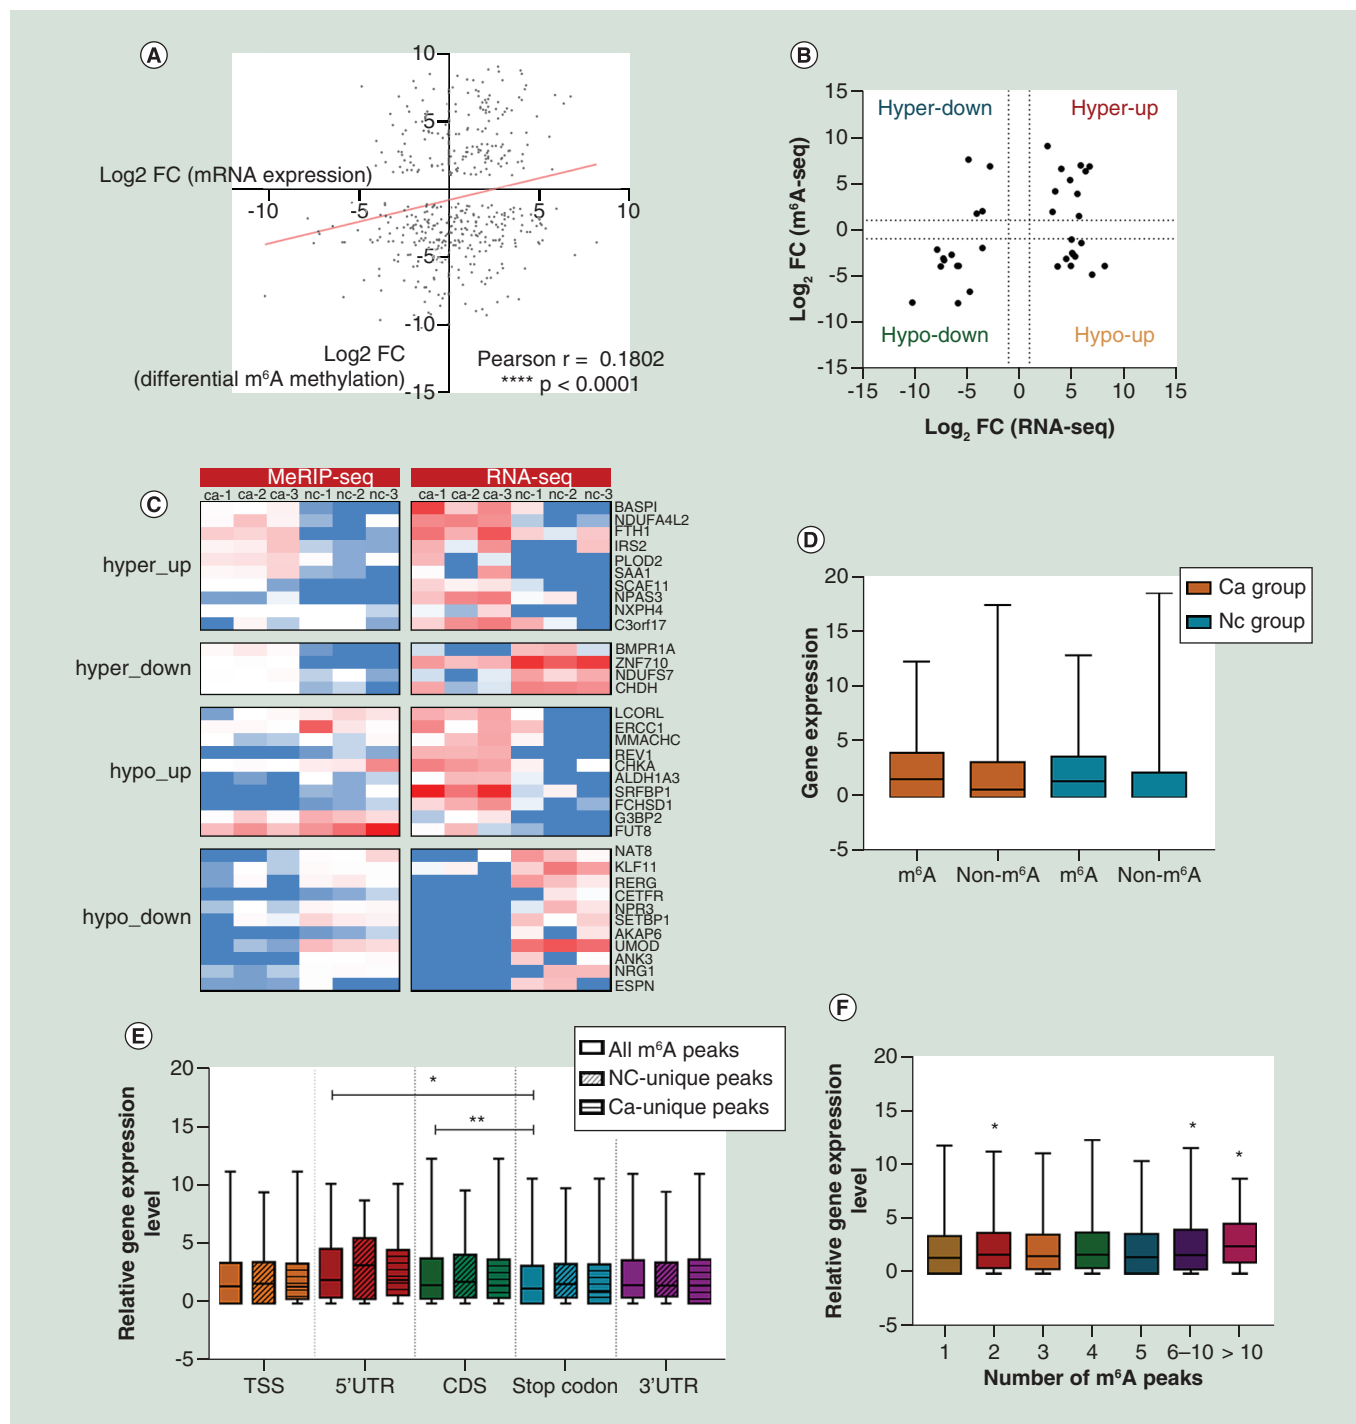 A
10
5
Log2 FC (mRNA expression)
-10
-5
5
10
-5
-10
Log2 FC
(differential m⁶A methylation)
-15
Pearson r = 0.1802
**** p < 0.0001
B
15
10
5
0
-5
-10
-15
Log₂ FC (m⁶A-seq)
Hyper-down
Hyper-up
Hypo-down
Hypo-up
-15
-10
-5
0
5
10
15
Log₂ FC (RNA-seq)
C
MeRIP-seq
RNA-seq
ca-1 ca-2 ca-3 nc-1 nc-2 nc-3
ca-1 ca-2 ca-3 nc-1 nc-2 nc-3
hyper_up
BASPI
NDUFA4L2
FTH1
IRS2
PLOD2
SAA1
SCAF11
NPAS3
NXPH4
C3orf17
hyper_down
BMPR1A
ZNF710
NDUFS7
CHDH
hypo_up
LCORL
ERCC1
MMACHC
REV1
CHKA
ALDH1A3
SRFBP1
FCHSD1
G3BP2
FUT8
hypo_down
NAT8
KLF11
RERG
CETFR
NPR3
SETBP1
AKAP6
UMOD
ANK3
NRG1
ESPN
D
20
15
10
5
0
-5
Gene expression
Ca group
Nc group
m⁶A
Non-m⁶A
m⁶A
Non-m⁶A
E
All m⁶A peaks
NC-unique peaks
Ca-unique peaks
20
15
10
5
0
-5
Relative gene expression
level
*
**
TSS
5'UTR
CDS
Stop codon
3'UTR
F
20
15
10
5
0
-5
Relative gene expression
level
*
*
*
1
2
3
4
5
6–10
> 10
Number of m⁶A peaks